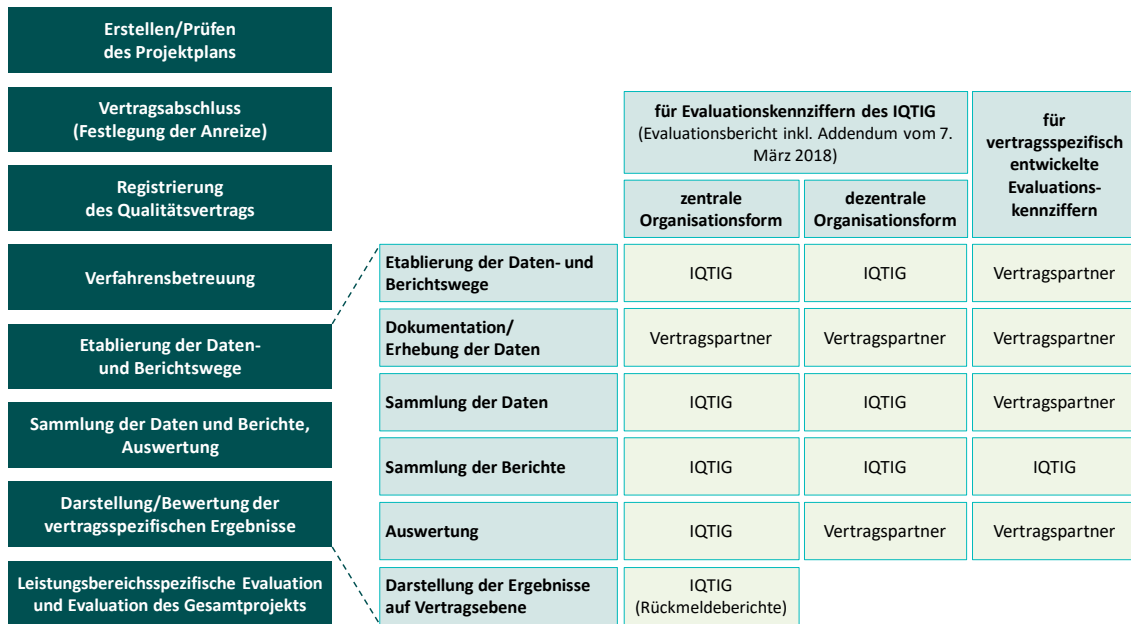 Erstellen/Prüfen
des Projektplans
Vertragsabschluss
(Festlegung der Anreize)
Registrierung
des Qualitätsvertrags
Verfahrensbetreuung
Etablierung der Daten-
und Berichtswege
Sammlung der Daten und Berichte,
Auswertung
Darstellung/Bewertung der
vertragsspezifischen Ergebnisse
Leistungsbereichsspezifische Evaluation
und Evaluation des Gesamtprojekts
für Evaluationskennziffern des IQTIG
(Evaluationsbericht inkl. Addendum vom 7.
März 2018)
für
vertragsspezifisch
entwickelte
Evaluations-
kennziffern
zentrale
Organisationsform
dezentrale
Organisationsform
Etablierung der Daten- und
Berichtswege
IQTIG
IQTIG
Vertragspartner
Dokumentation/
Erhebung der Daten
Vertragspartner
Vertragspartner
Vertragspartner
Sammlung der Daten
IQTIG
IQTIG
Vertragspartner
Sammlung der Berichte
IQTIG
IQTIG
IQTIG
Auswertung
IQTIG
Vertragspartner
Vertragspartner
Darstellung der Ergebnisse
auf Vertragsebene
IQTIG
(Rückmeldeberichte)